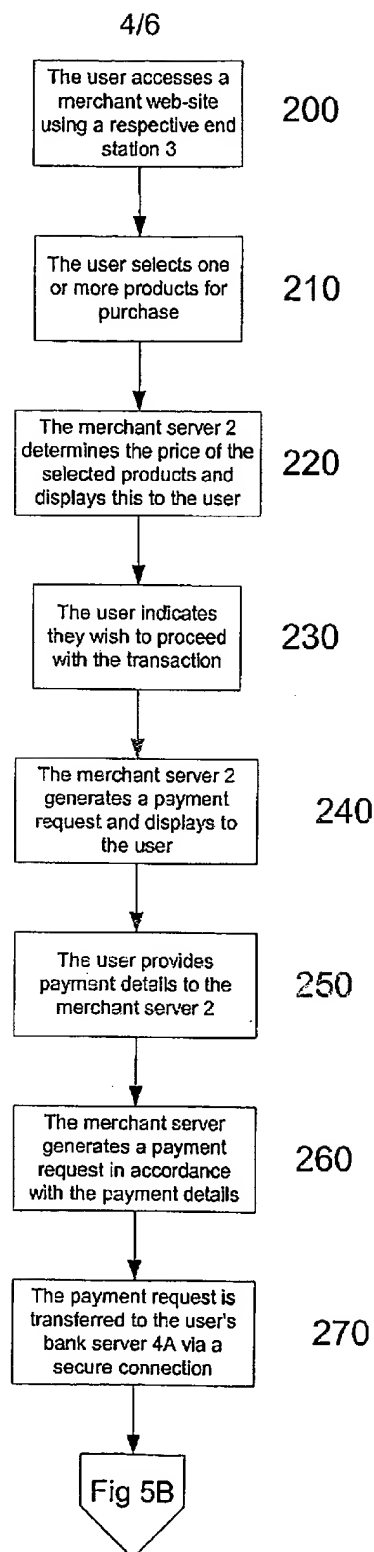 4/6
The user accesses a
merchant web-site
using a respective end
station 3
200
The user selects one
or more products for
purchase
210
The merchant server 2
determines the price of the
selected products and
displays this to the user
220
The user indicates
they wish to proceed
with the transaction
230
The merchant server 2
generates a payment
request and displays to
the user
240
The user provides
payment details to the
merchant server 2
250
The merchant server
generates a payment
request in accordance
with the payment details
260
The payment request is
transferred to the user's
bank server 4A via a
secure connection
270
Fig 5B